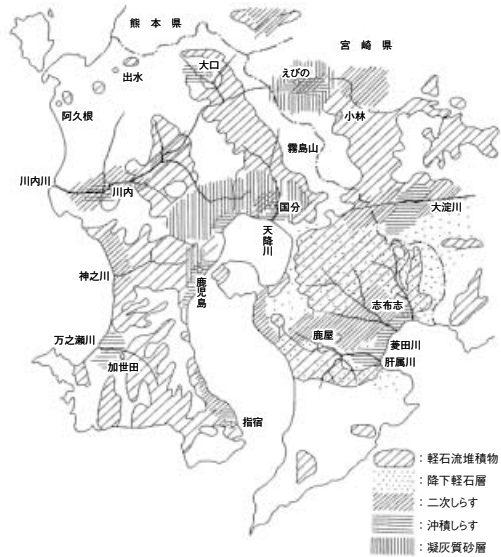 熊本県
宮崎県
大口
えびの
出水
阿久根
小林
霧島山
川内川
川内
国分
大淀川
天降川
神之川
鹿児島
志布志
万之瀬川
鹿屋
菱田川
加世田
肝属川
指宿
：軽石流堆積物
：降下軽石層
：二次しらす
：沖積しらす
：凝灰質砂層